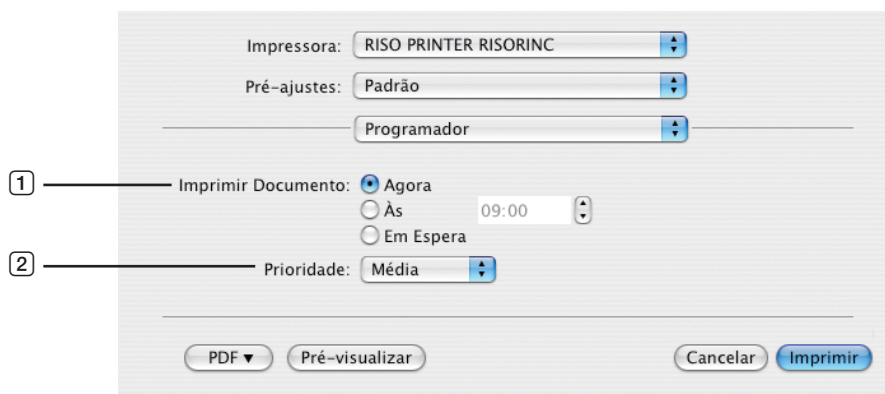 Impressora: RISO PRINTER RISORINC
Pré-ajustes: Padrão
Programador
1 Imprimir Documento: Agora
Às 09:00
Em Espera
2 Prioridade: Média
PDF ▼ Pré-visualizar Cancelar Imprimir